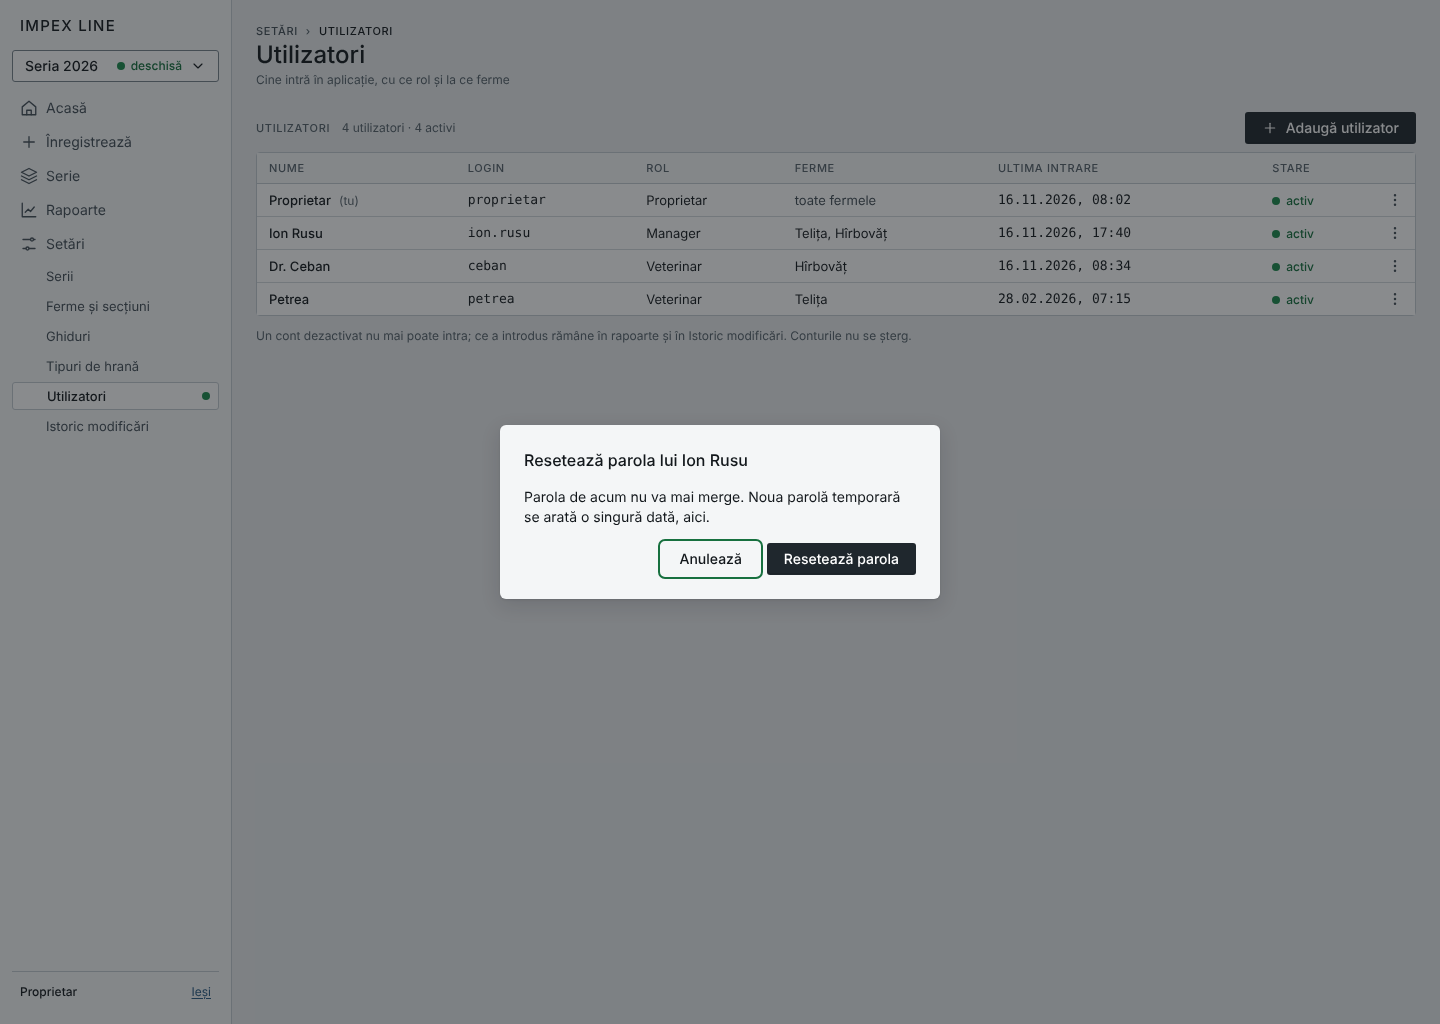 IMPEX LINE
Seria 2026 deschisă
Acasă
Înregistrează
Serie
Rapoarte
Setări
Serii
Ferme și secțiuni
Ghiduri
Tipuri de hrană
Utilizatori
Istoric modificări
Proprietar Ieși
SETĂRI › UTILIZATORI
Utilizatori
Cine intră în aplicație, cu ce rol și la ce ferme
UTILIZATORI 4 utilizatori · 4 activi
Adaugă utilizator
NUME LOGIN ROL FERME ULTIMA INTRARE STARE
Proprietar (tu) proprietar Proprietar toate fermele 16.11.2026, 08:02 activ
Ion Rusu ion.rusu Manager Telița, Hîrbovăț 16.11.2026, 17:40 activ
Dr. Ceban ceban Veterinar Hîrbovăț 16.11.2026, 08:34 activ
Petrea petrea Veterinar Telița 28.02.2026, 07:15 activ
Un cont dezactivat nu mai poate intra; ce a introdus rămâne în rapoarte și în Istoric modificări. Conturile nu se șterg.
Resetează parola lui Ion Rusu
Parola de acum nu va mai merge. Noua parolă temporară
se arată o singură dată, aici.
Anulează Resetează parola